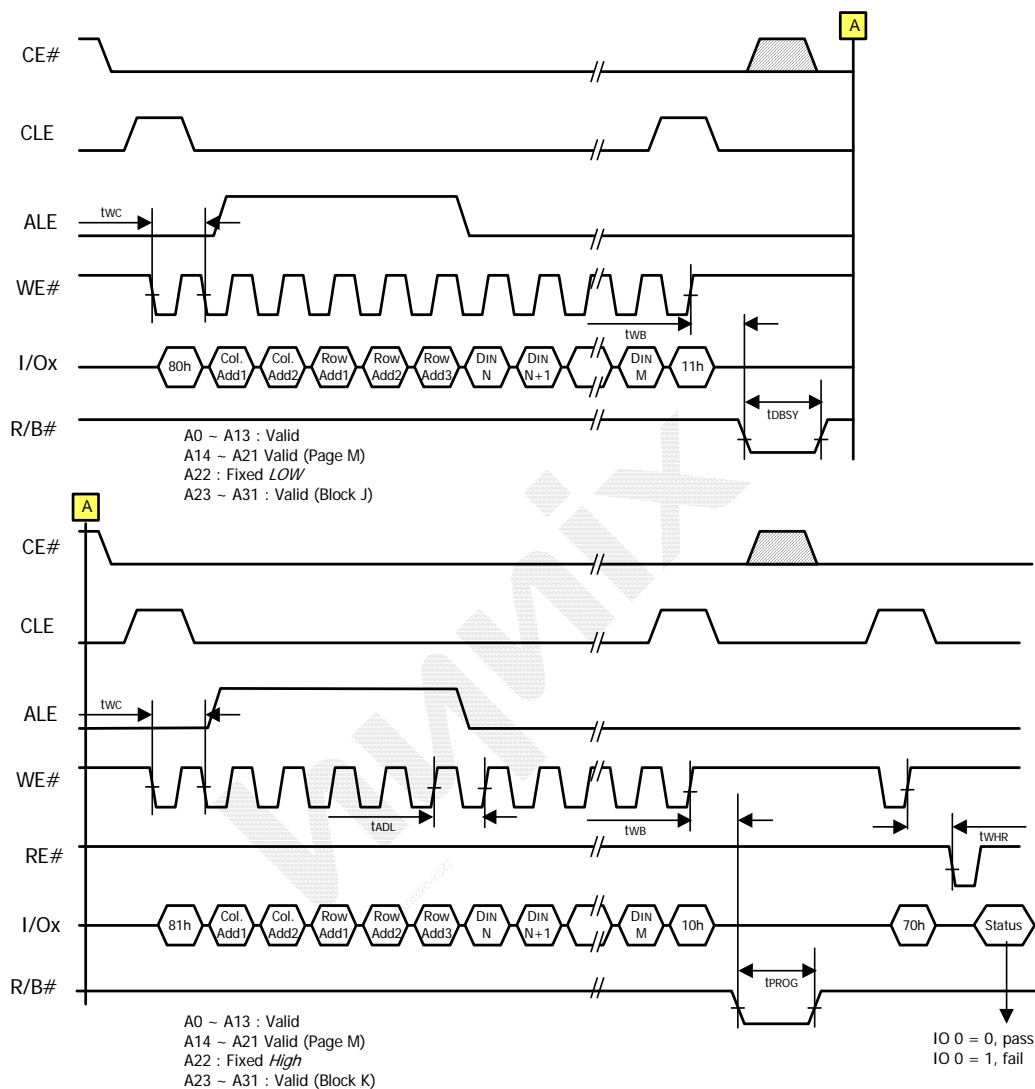 A
CE#
CLE
tWC
ALE
WE#
tWB
I/Ox
80h Col. Add1 Col. Add2 Row Add1 Row Add2 Row Add3 DIN N DIN N+1 DIN M 11h
tDBSY
R/B#
A0 ~ A13 : Valid
A14 ~ A21 Valid (Page M)
A22 : Fixed LOW
A23 ~ A31 : Valid (Block J)
A
CE#
CLE
tWC
ALE
WE#
tADL
tWB
tWHR
RE#
I/Ox
81h Col. Add1 Col. Add2 Row Add1 Row Add2 Row Add3 DIN N DIN N+1 DIN M 10h 70h Status
tPROG
R/B#
A0 ~ A13 : Valid
A14 ~ A21 Valid (Page M)
A22 : Fixed High
A23 ~ A31 : Valid (Block K)
IO 0 = 0, pass
IO 0 = 1, fail